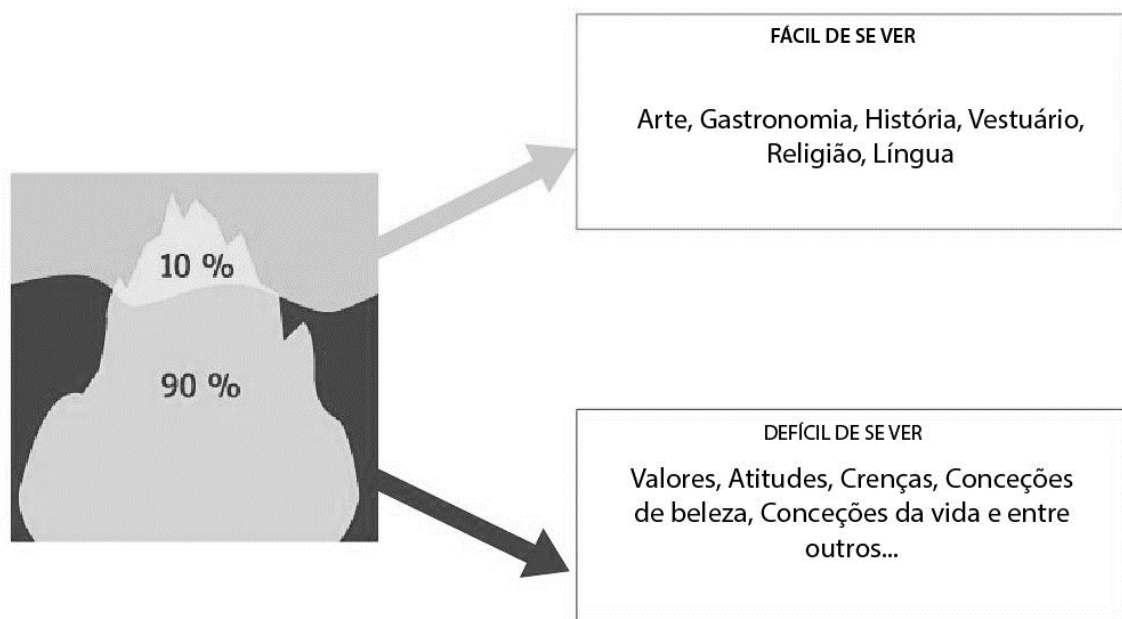 FÁCIL DE SE VER
Arte, Gastronomia, História, Vestuário,
Religião, Língua
10 %
90 %
DEFÍCIL DE SE VER
Valores, Atitudes, Crenças, Conceções
de beleza, Conceções da vida e entre
outros...